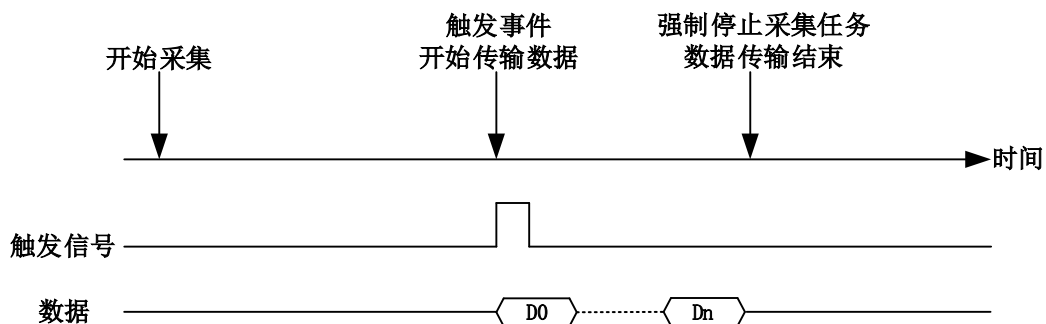 开始采集
触发事件
开始传输数据
强制停止采集任务
数据传输结束
时间
触发信号
数据
D0
Dn